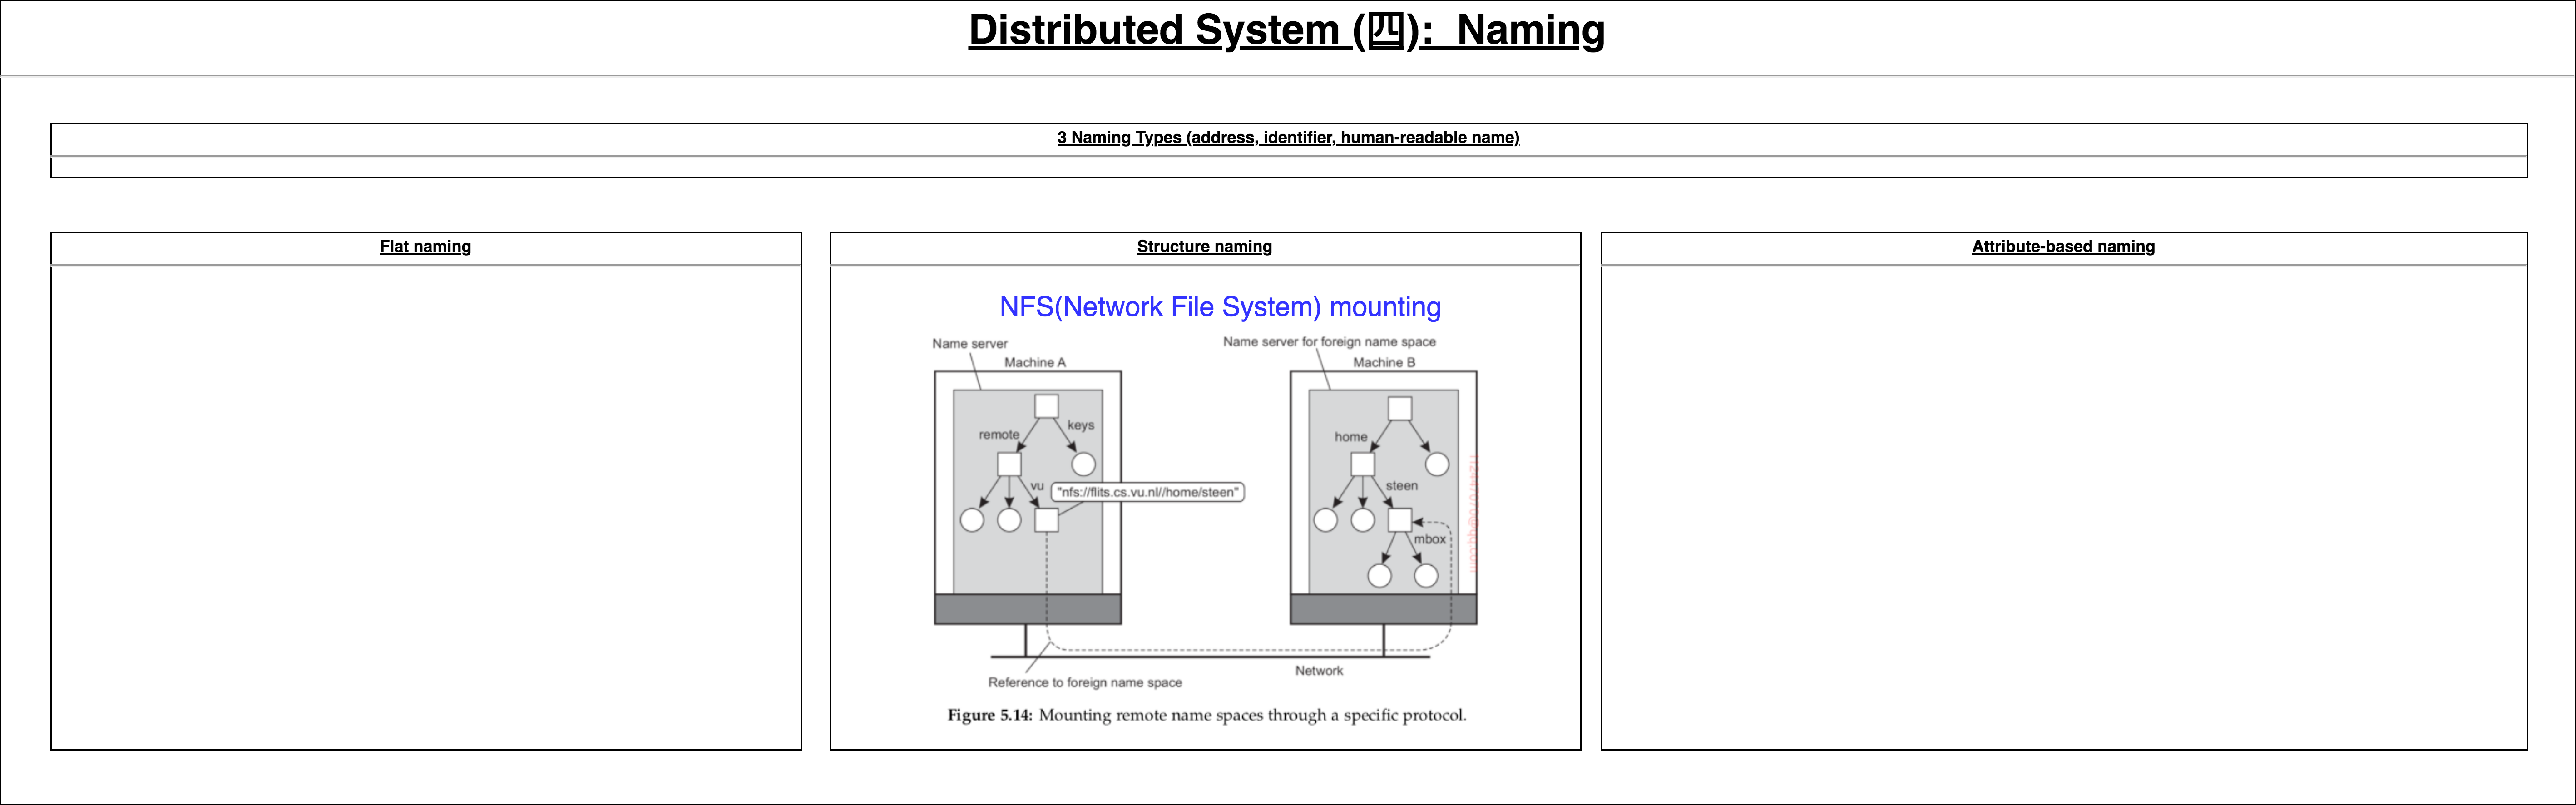 Distributed System (四):  Naming
3 Naming Types (address, identifier, human-readable name)
Flat naming
Structure naming
NFS(Network File System) mounting
Name server
Machine A
remote
keys
vu
"nfs://flits.cs.vu.nl//home/steen"
Name server for foreign name space
Machine B
home
steen
mbox
Reference to foreign name space
Network
Figure 5.14: Mounting remote name spaces through a specific protocol.
Attribute-based naming